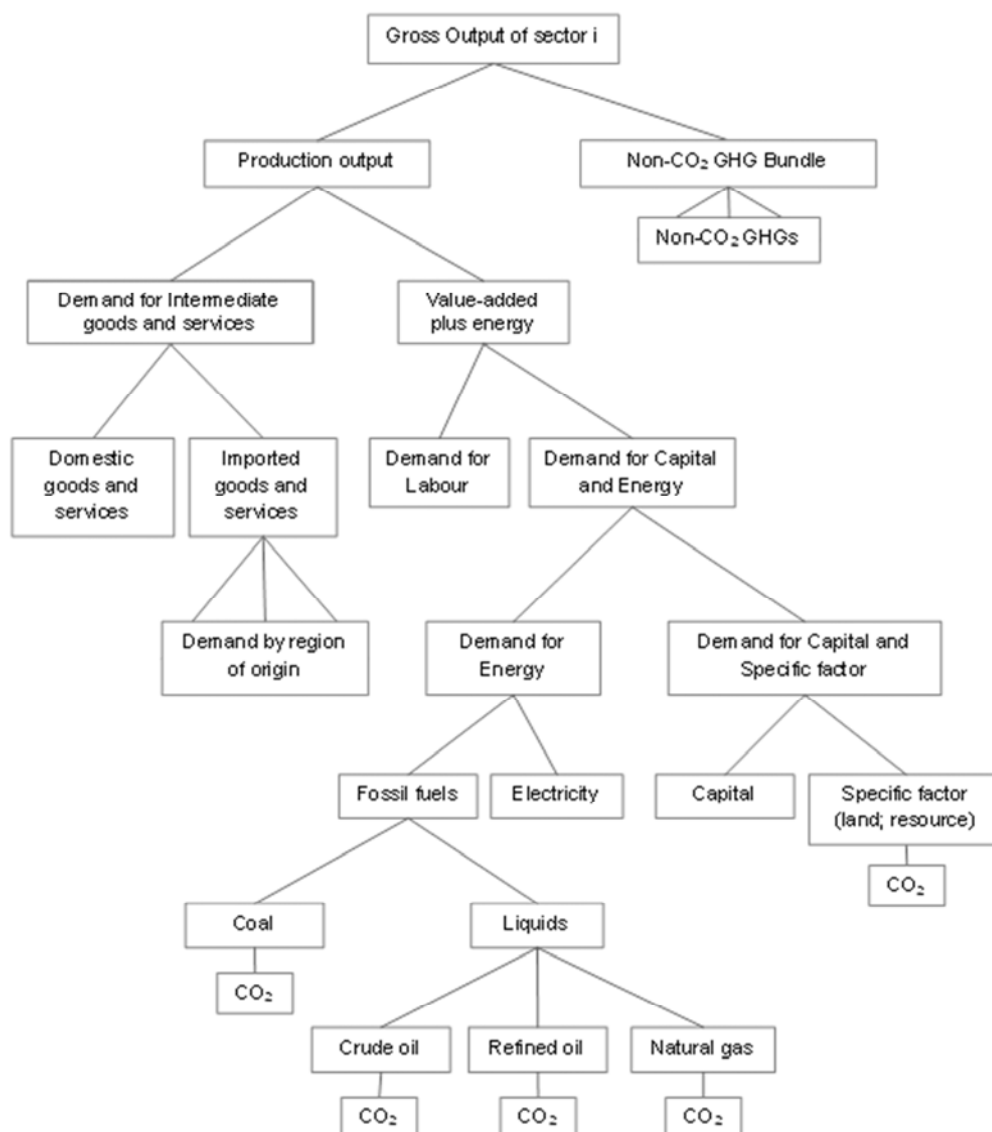 Gross Output of sector i
Production output
Non-CO₂ GHG Bundle
Non-CO₂ GHGs
Demand for Intermediate
goods and services
Value-added
plus energy
Domestic
goods and
services
Imported
goods and
services
Demand for
Labour
Demand for Capital
and Energy
Demand by region
of origin
Demand for
Energy
Demand for Capital and
Specific factor
Fossil fuels
Electricity
Capital
Specific factor
(land; resource)
CO₂
Coal
Liquids
CO₂
Crude oil
Refined oil
Natural gas
CO₂
CO₂
CO₂